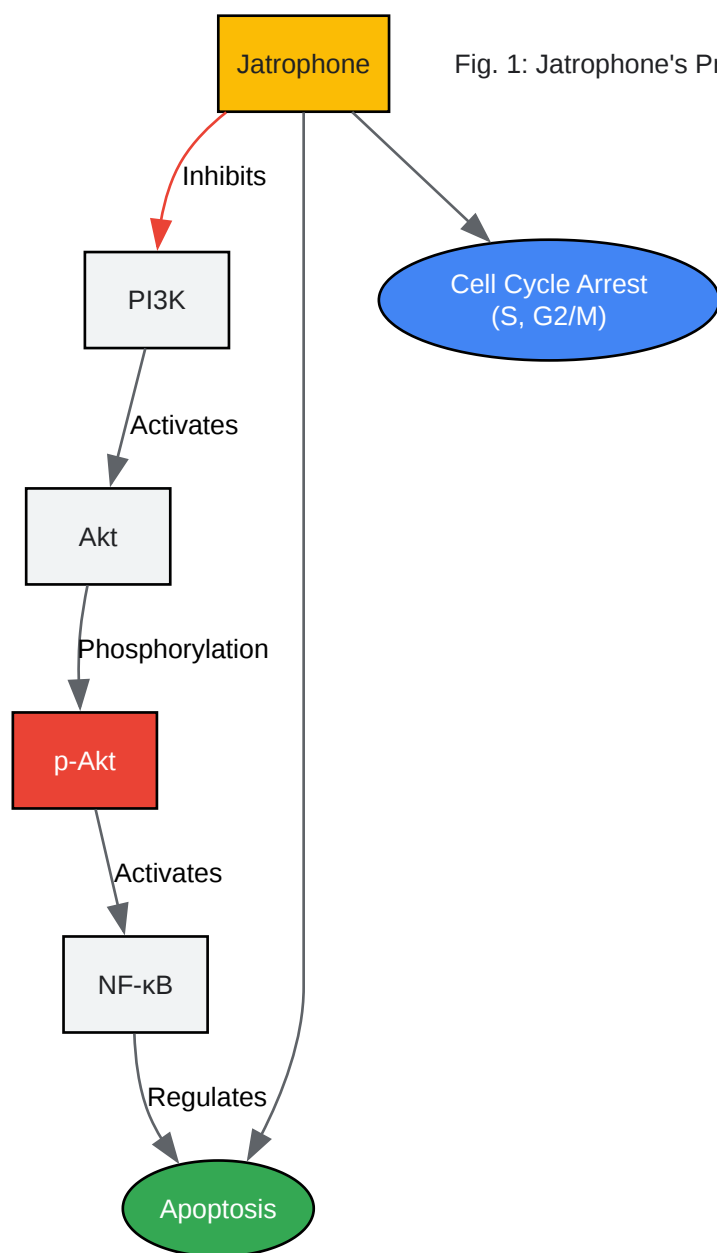 Jatrophone
Fig. 1: Jatrophone's
Inhibits
PI3K
Cell Cycle Arrest
(S, G2/M)
Activates
Akt
Phosphorylation
p-Akt
Activates
NF-κB
Regulates
Apoptosis